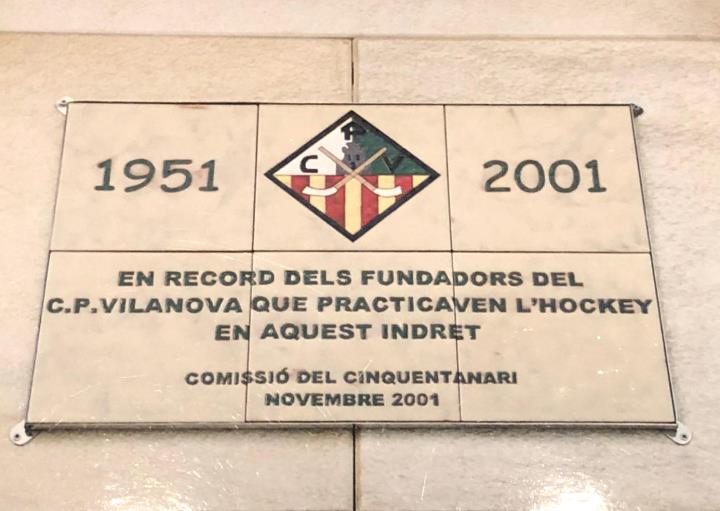 1951
C P V
2001
EN RECORD DELS FUNDADORS DEL
C.P.VILANOVA QUE PRACTICAVEN L'HOCKEY
EN AQUEST INDRET
COMISSIÓ DEL CINQUENTANARI
NOVEMBRE 2001